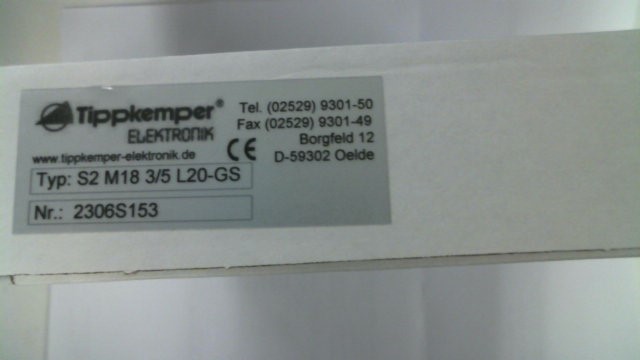 Tippkemper®
ELEKTRONIK
www.tippkemper-elektronik.de
CE
Tel. (02529) 9301-50
Fax (02529) 9301-49
Borgfeld 12
D-59302 Oelde
Typ: S2 M18 3/5 L20-GS
Nr.: 2306S153